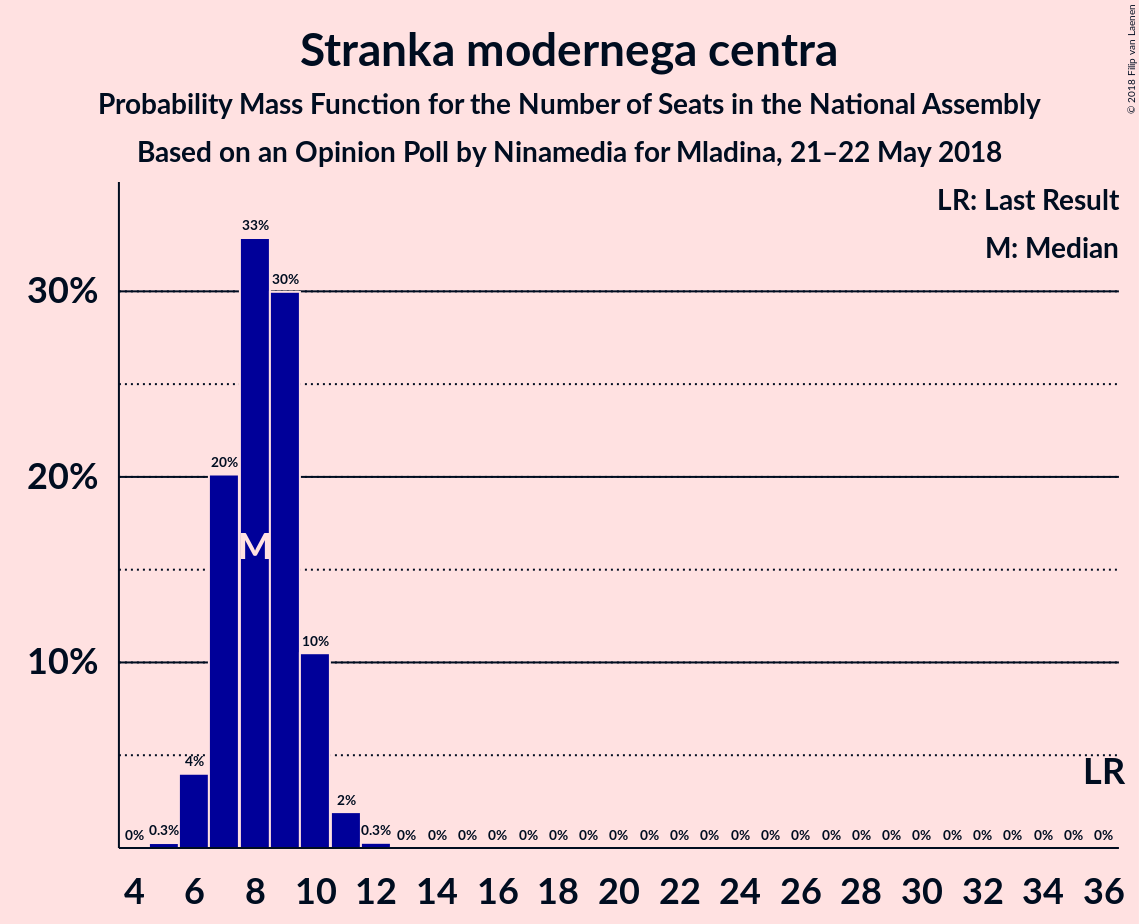 Stranka modernega centra
Probability Mass Function for the Number of Seats in the National Assembly
Based on an Opinion Poll by Ninamedia for Mladina, 21–22 May 2018
© 2018 Filip van Laenen
LR: Last Result
M: Median
30%
20%
10%
0% 0.3% 4% 20% 33% 30% 10% 2% 0.3% 0% 0% 0% 0% 0% 0% 0% 0% 0% 0% 0% 0% 0% 0% 0% 0% 0% 0% 0% 0% 0% 0% 0% 0%
M
LR
4 6 8 10 12 14 16 18 20 22 24 26 28 30 32 34 36